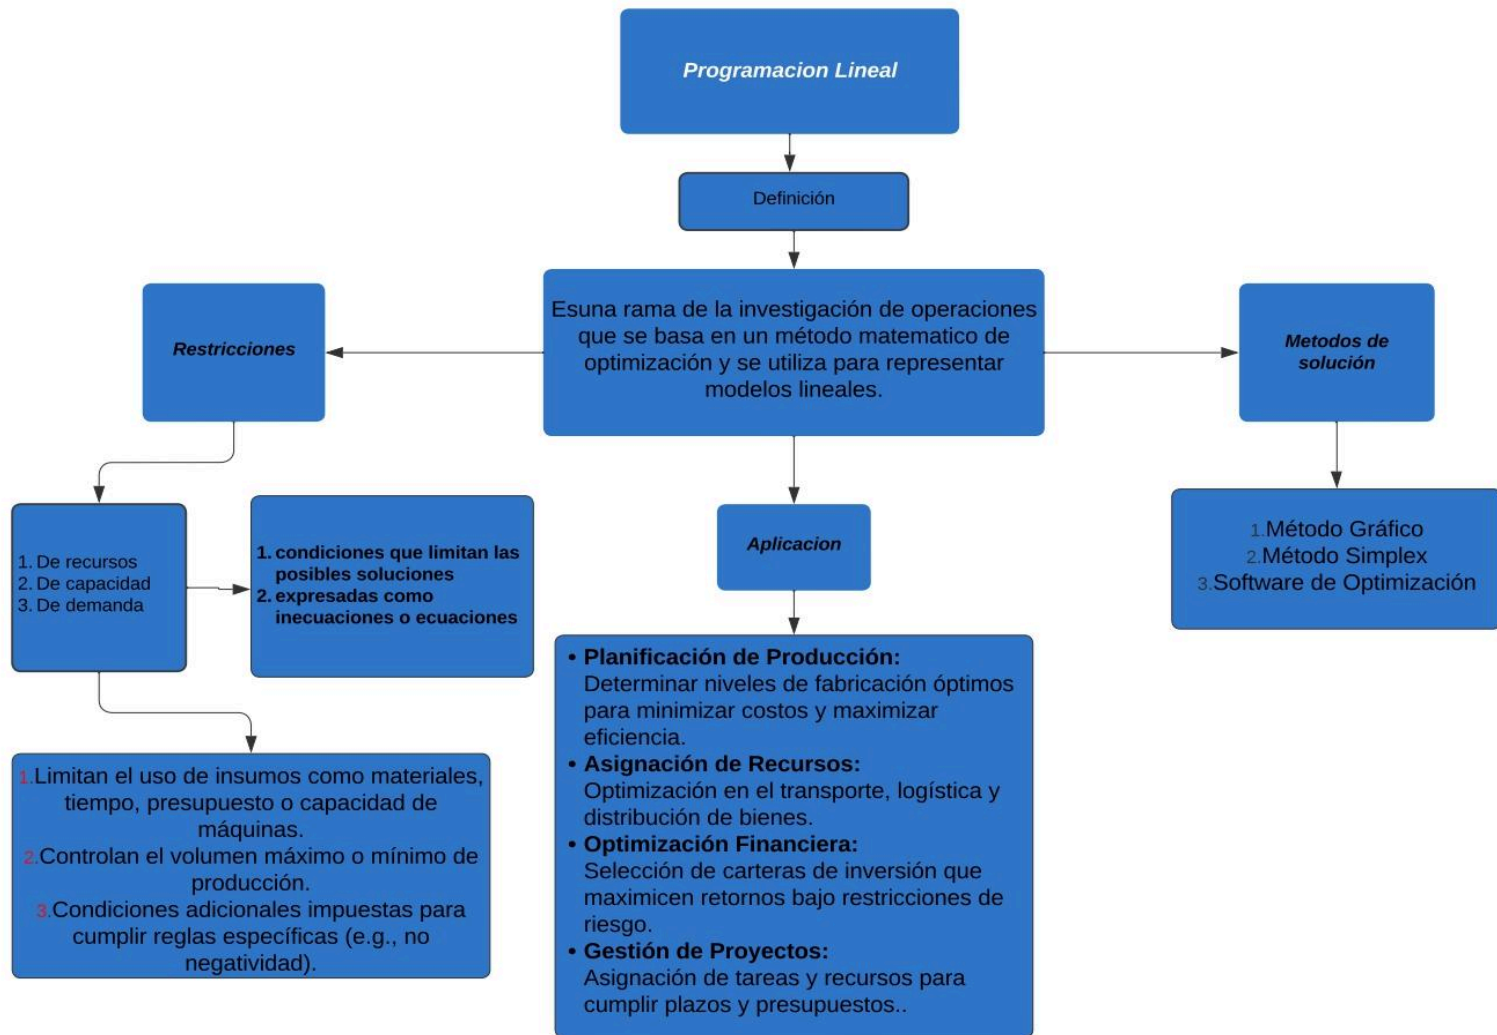 Programacion Lineal
Definición
Esuna rama de la investigación de operaciones
que se basa en un método matematico de
optimización y se utiliza para representar
modelos lineales.
Restricciones
Metodos de
solución
1. De recursos
2. De capacidad
3. De demanda
1. condiciones que limitan las
posibles soluciones
2. expresadas como
inecuaciones o ecuaciones
Aplicacion
1.Método Gráfico
2.Método Simplex
3.Software de Optimización
1.Limitan el uso de insumos como materiales,
tiempo, presupuesto o capacidad de
máquinas.
2.Controlan el volumen máximo o mínimo de
producción.
3.Condiciones adicionales impuestas para
cumplir reglas específicas (e.g., no
negatividad).
• Planificación de Producción:
Determinar niveles de fabricación óptimos
para minimizar costos y maximizar
eficiencia.
• Asignación de Recursos:
Optimización en el transporte, logística y
distribución de bienes.
• Optimización Financiera:
Selección de carteras de inversión que
maximicen retornos bajo restricciones de
riesgo.
• Gestión de Proyectos:
Asignación de tareas y recursos para
cumplir plazos y presupuestos..